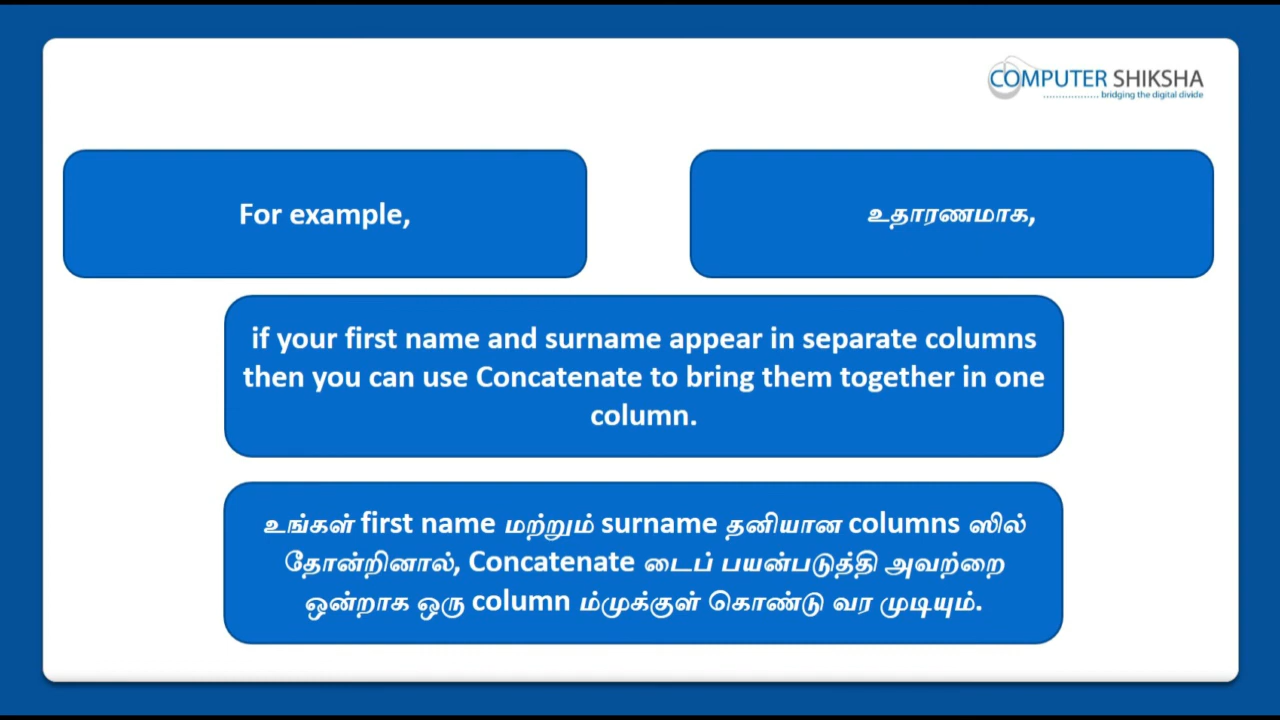 COMPUTER SHIKSHA
bridging the digital divide
For example,
உதாரணமாக,
if your first name and surname appear in separate columns
then you can use Concatenate to bring them together in one
column.
உங்கள் first name மற்றும் surname தனியான columns ஸில்
தோன்றினால், Concatenate டைப் பயன்படுத்தி அவற்றை
ஒன்றாக ஒரு column ம்முக்குள் கொண்டு வர முடியும்.